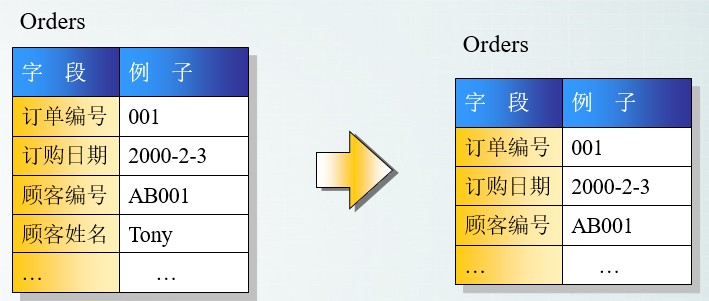 Orders
字 段 例 子
订单编号 001
订购日期 2000-2-3
顾客编号 AB001
顾客姓名 Tony
… …
Orders
字 段 例 子
订单编号 001
订购日期 2000-2-3
顾客编号 AB001
… …